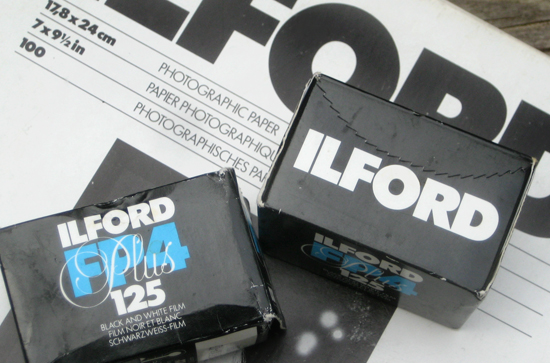 ILFORD
17,8 x 24 cm
7 x 9½ in
100
PHOTOGRAPHIC PAPER
PAPIER PHOTOGRAPHIQU
PHOTOGRAPHISCHES PA
ILFORD
ILFORD
FP4
ILFORD
FP4
Plus
125
BLACK AND WHITE FILM
FILM NOIR ET BLANC
SCHWARZWEISS-FILM